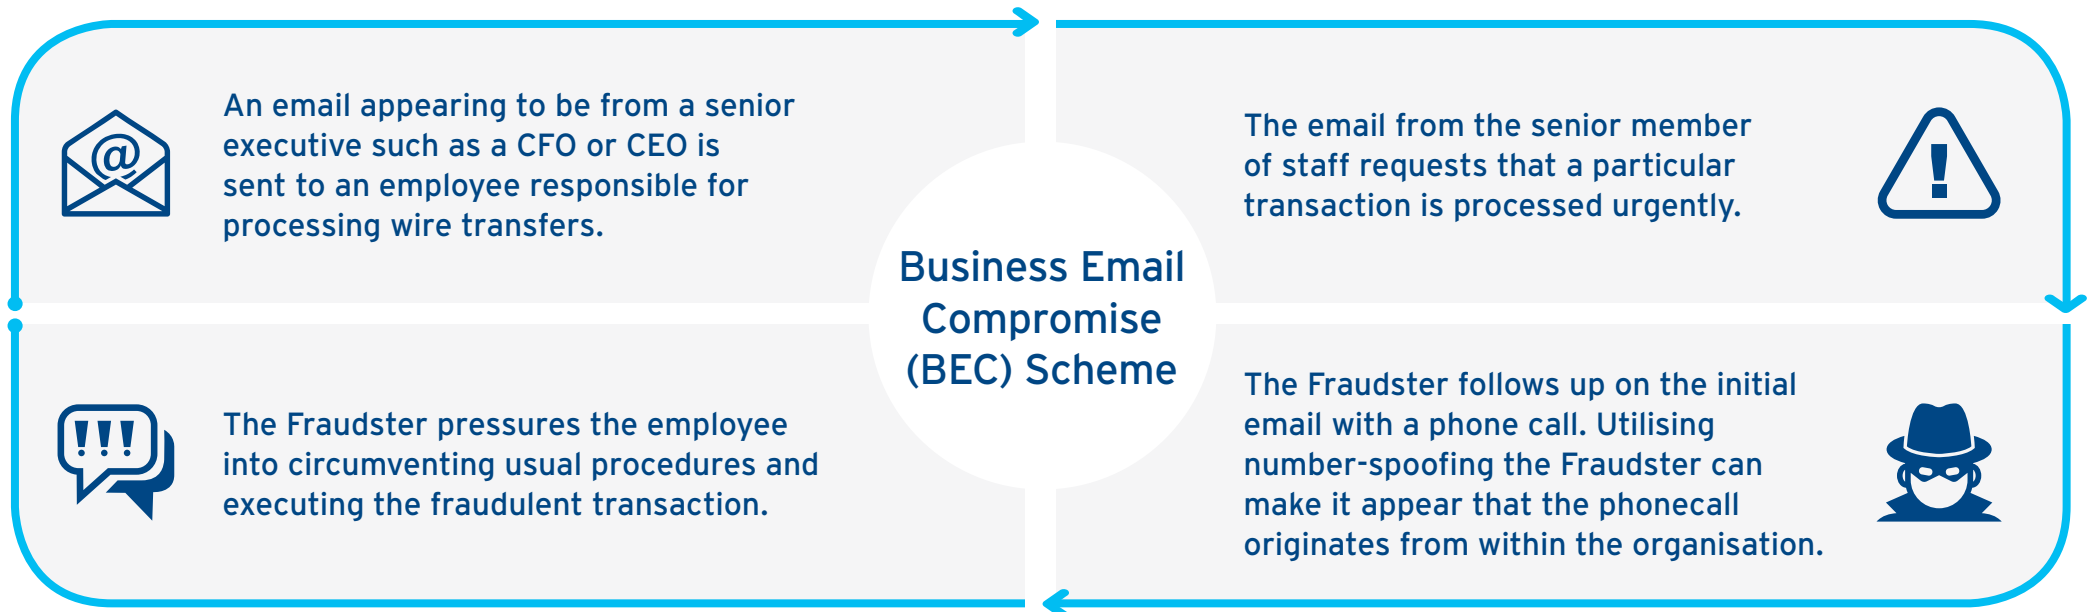 An email appearing to be from a senior
executive such as a CFO or CEO is
sent to an employee responsible for
processing wire transfers.
The email from the senior member
of staff requests that a particular
transaction is processed urgently.
Business Email
Compromise
(BEC) Scheme
The Fraudster follows up on the initial
email with a phone call. Utilising
number-spoofing the Fraudster can
make it appear that the phonecall
originates from within the organisation.
The Fraudster pressures the employee
into circumventing usual procedures and
executing the fraudulent transaction.